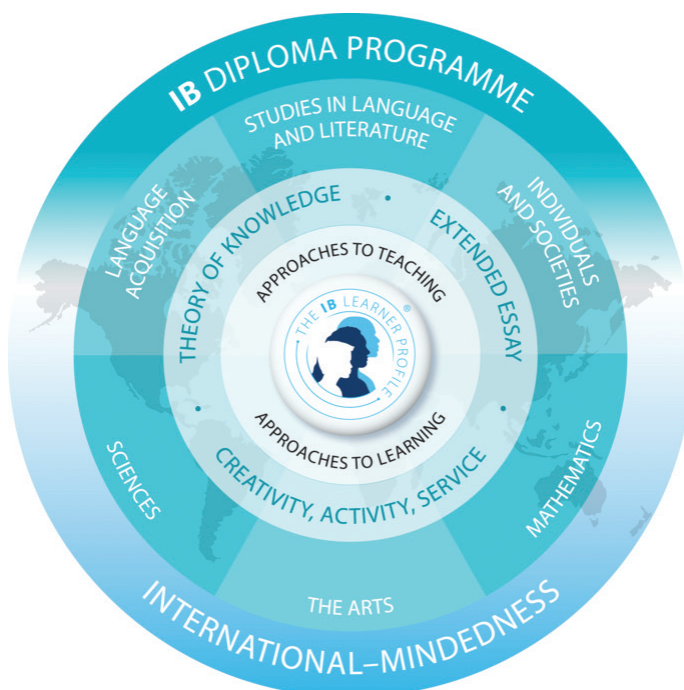 IB DIPLOMA PROGRAMME
STUDIES IN LANGUAGE
AND LITERATURE
LANGUAGE
ACQUISITION
INDIVIDUALS
AND SOCIETIES
THEORY OF KNOWLEDGE
•
EXTENDED ESSAY
APPROACHES TO TEACHING
• THE IB LEARNER PROFILE •
®
APPROACHES TO LEARNING
•
CREATIVITY, ACTIVITY, SERVICE
•
SCIENCES
MATHEMATICS
THE ARTS
INTERNATIONAL–MINDEDNESS